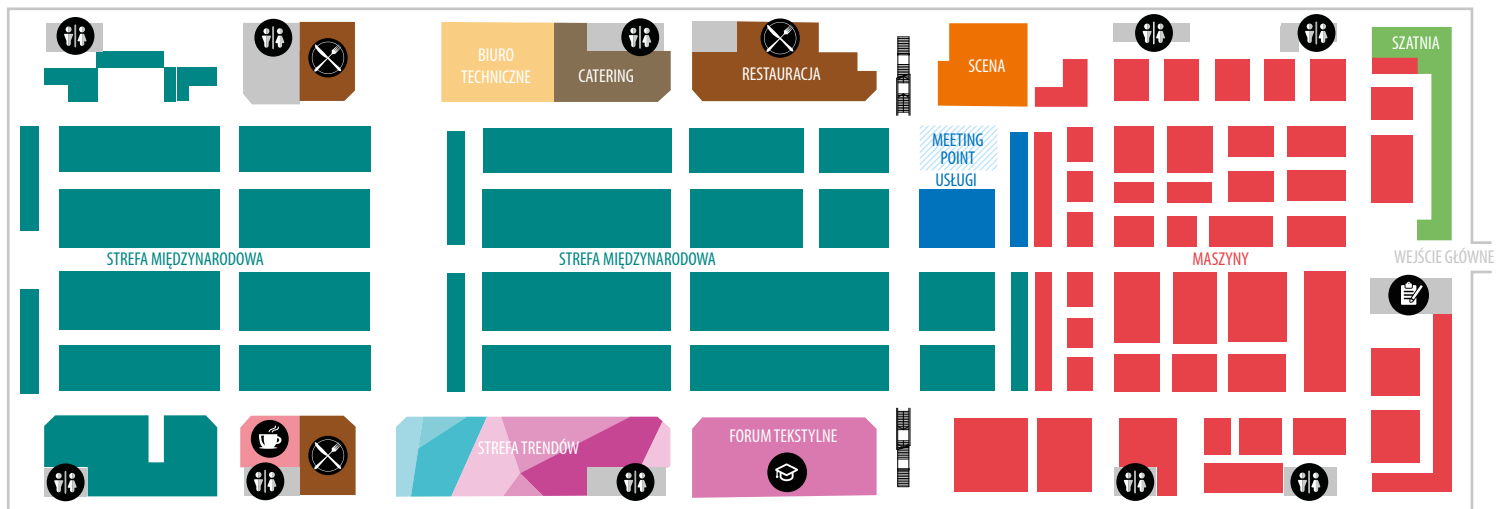 BIURO
TECHNICZNE
CATERING
RESTAURACJA
SCENA
SZATNIA
MEETING
POINT
USŁUGI
STREFA MIĘDZYNARODOWA
STREFA MIĘDZYNARODOWA
MASZYNY
WEJŚCIE GŁÓWNE
STREFA TRENDÓW
FORUM TEKSTYLNE